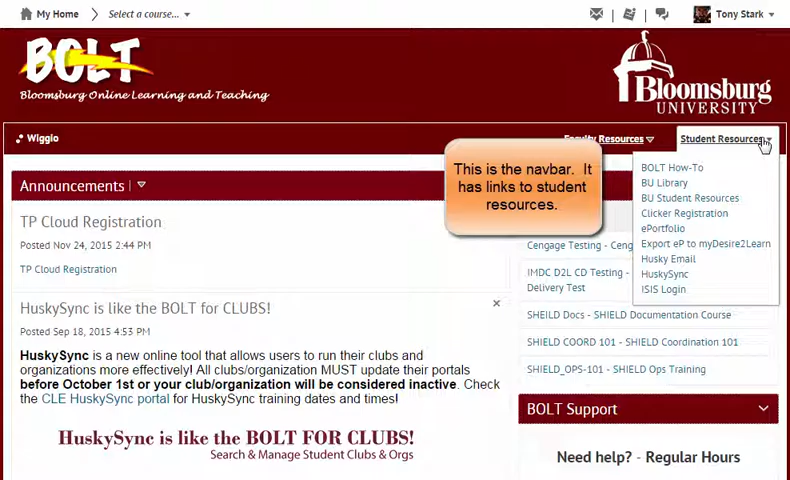 My Home
Select a course...
Tony Stark
BOLT
Bloomsburg Online Learning and Teaching
Bloomsburg
UNIVERSITY
Wiggio
Faculty Resources
Student Resources
This is the navbar. It
has links to student
resources.
BOLT How-To
BU Library
BU Student Resources
Clicker Registration
ePortfolio
Export eP to myDesire2Learn
Husky Email
HuskySync
ISIS Login
Announcements
TP Cloud Registration
Posted Nov 24, 2015 2:44 PM
TP Cloud Registration
HuskySync is like the BOLT for CLUBS!
Posted Sep 18, 2015 4:53 PM
HuskySync is a new online tool that allows users to run their clubs and
organizations more effectively! All clubs/organization MUST update their portals
before October 1st or your club/organization will be considered inactive. Check
the CLE HuskySync portal for HuskySync training dates and times!
HuskySync is like the BOLT FOR CLUBS!
Search & Manage Student Clubs & Orgs
Cengage Testing - Ceng
IMDC D2L CD Testing -
Delivery Test
SHEILD Docs - SHIELD Documentation Course
SHIELD COORD 101 - SHIELD Coordination 101
SHIELD_OPS-101 - SHIELD Ops Training
BOLT Support
Need help? - Regular Hours